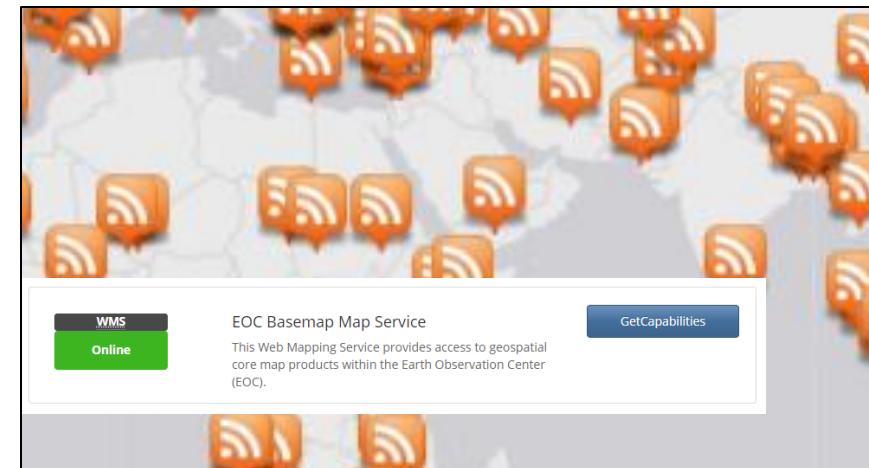 WMS
Online
EOC Basemap Map Service
This Web Mapping Service provides access to geospatial
core map products within the Earth Observation Center
(EOC).
GetCapabilities